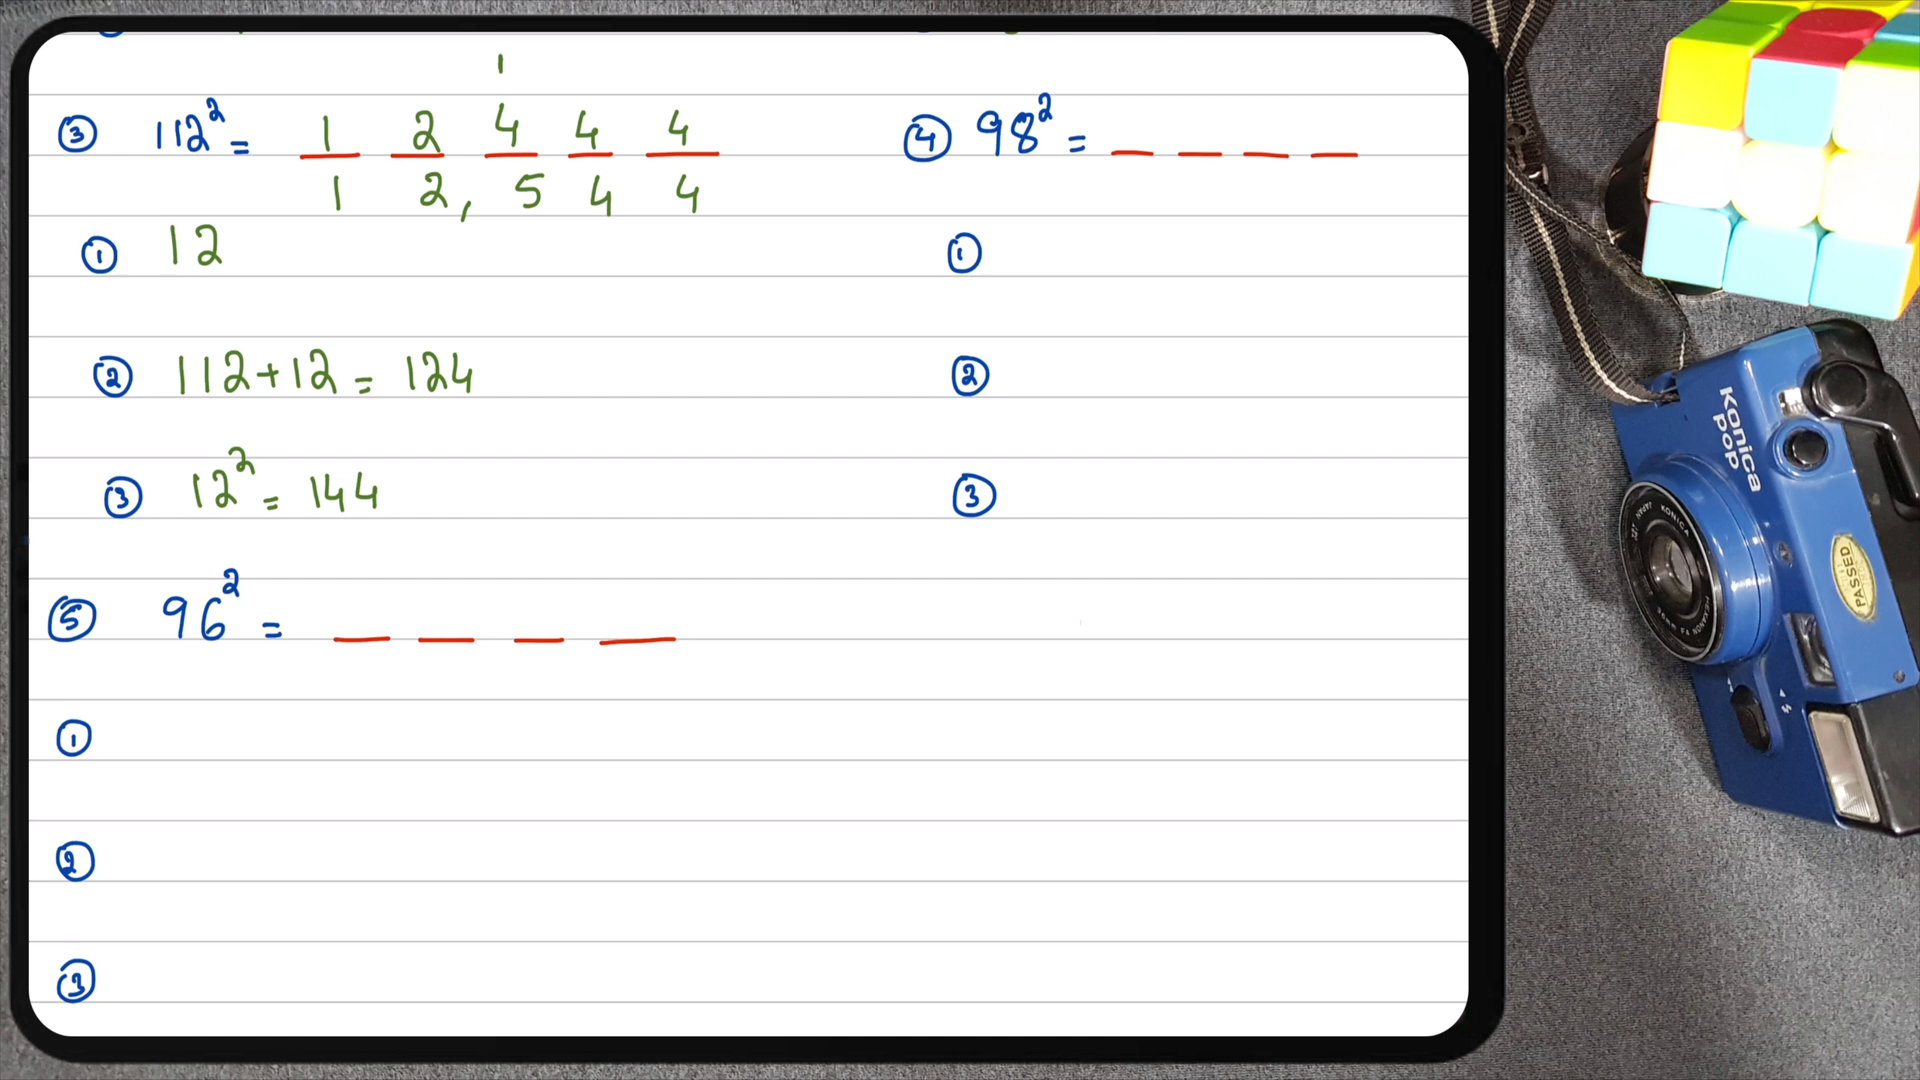 1
③ 112² = 1 2 4 4 4
1 2, 5 4 4
① 12
② 112 + 12 = 124
③ 12² = 144
④ 98² = _ _ _ _
①
②
③
⑤ 96² = _ _ _ _
①
②
③
Konica
pop
PASSED